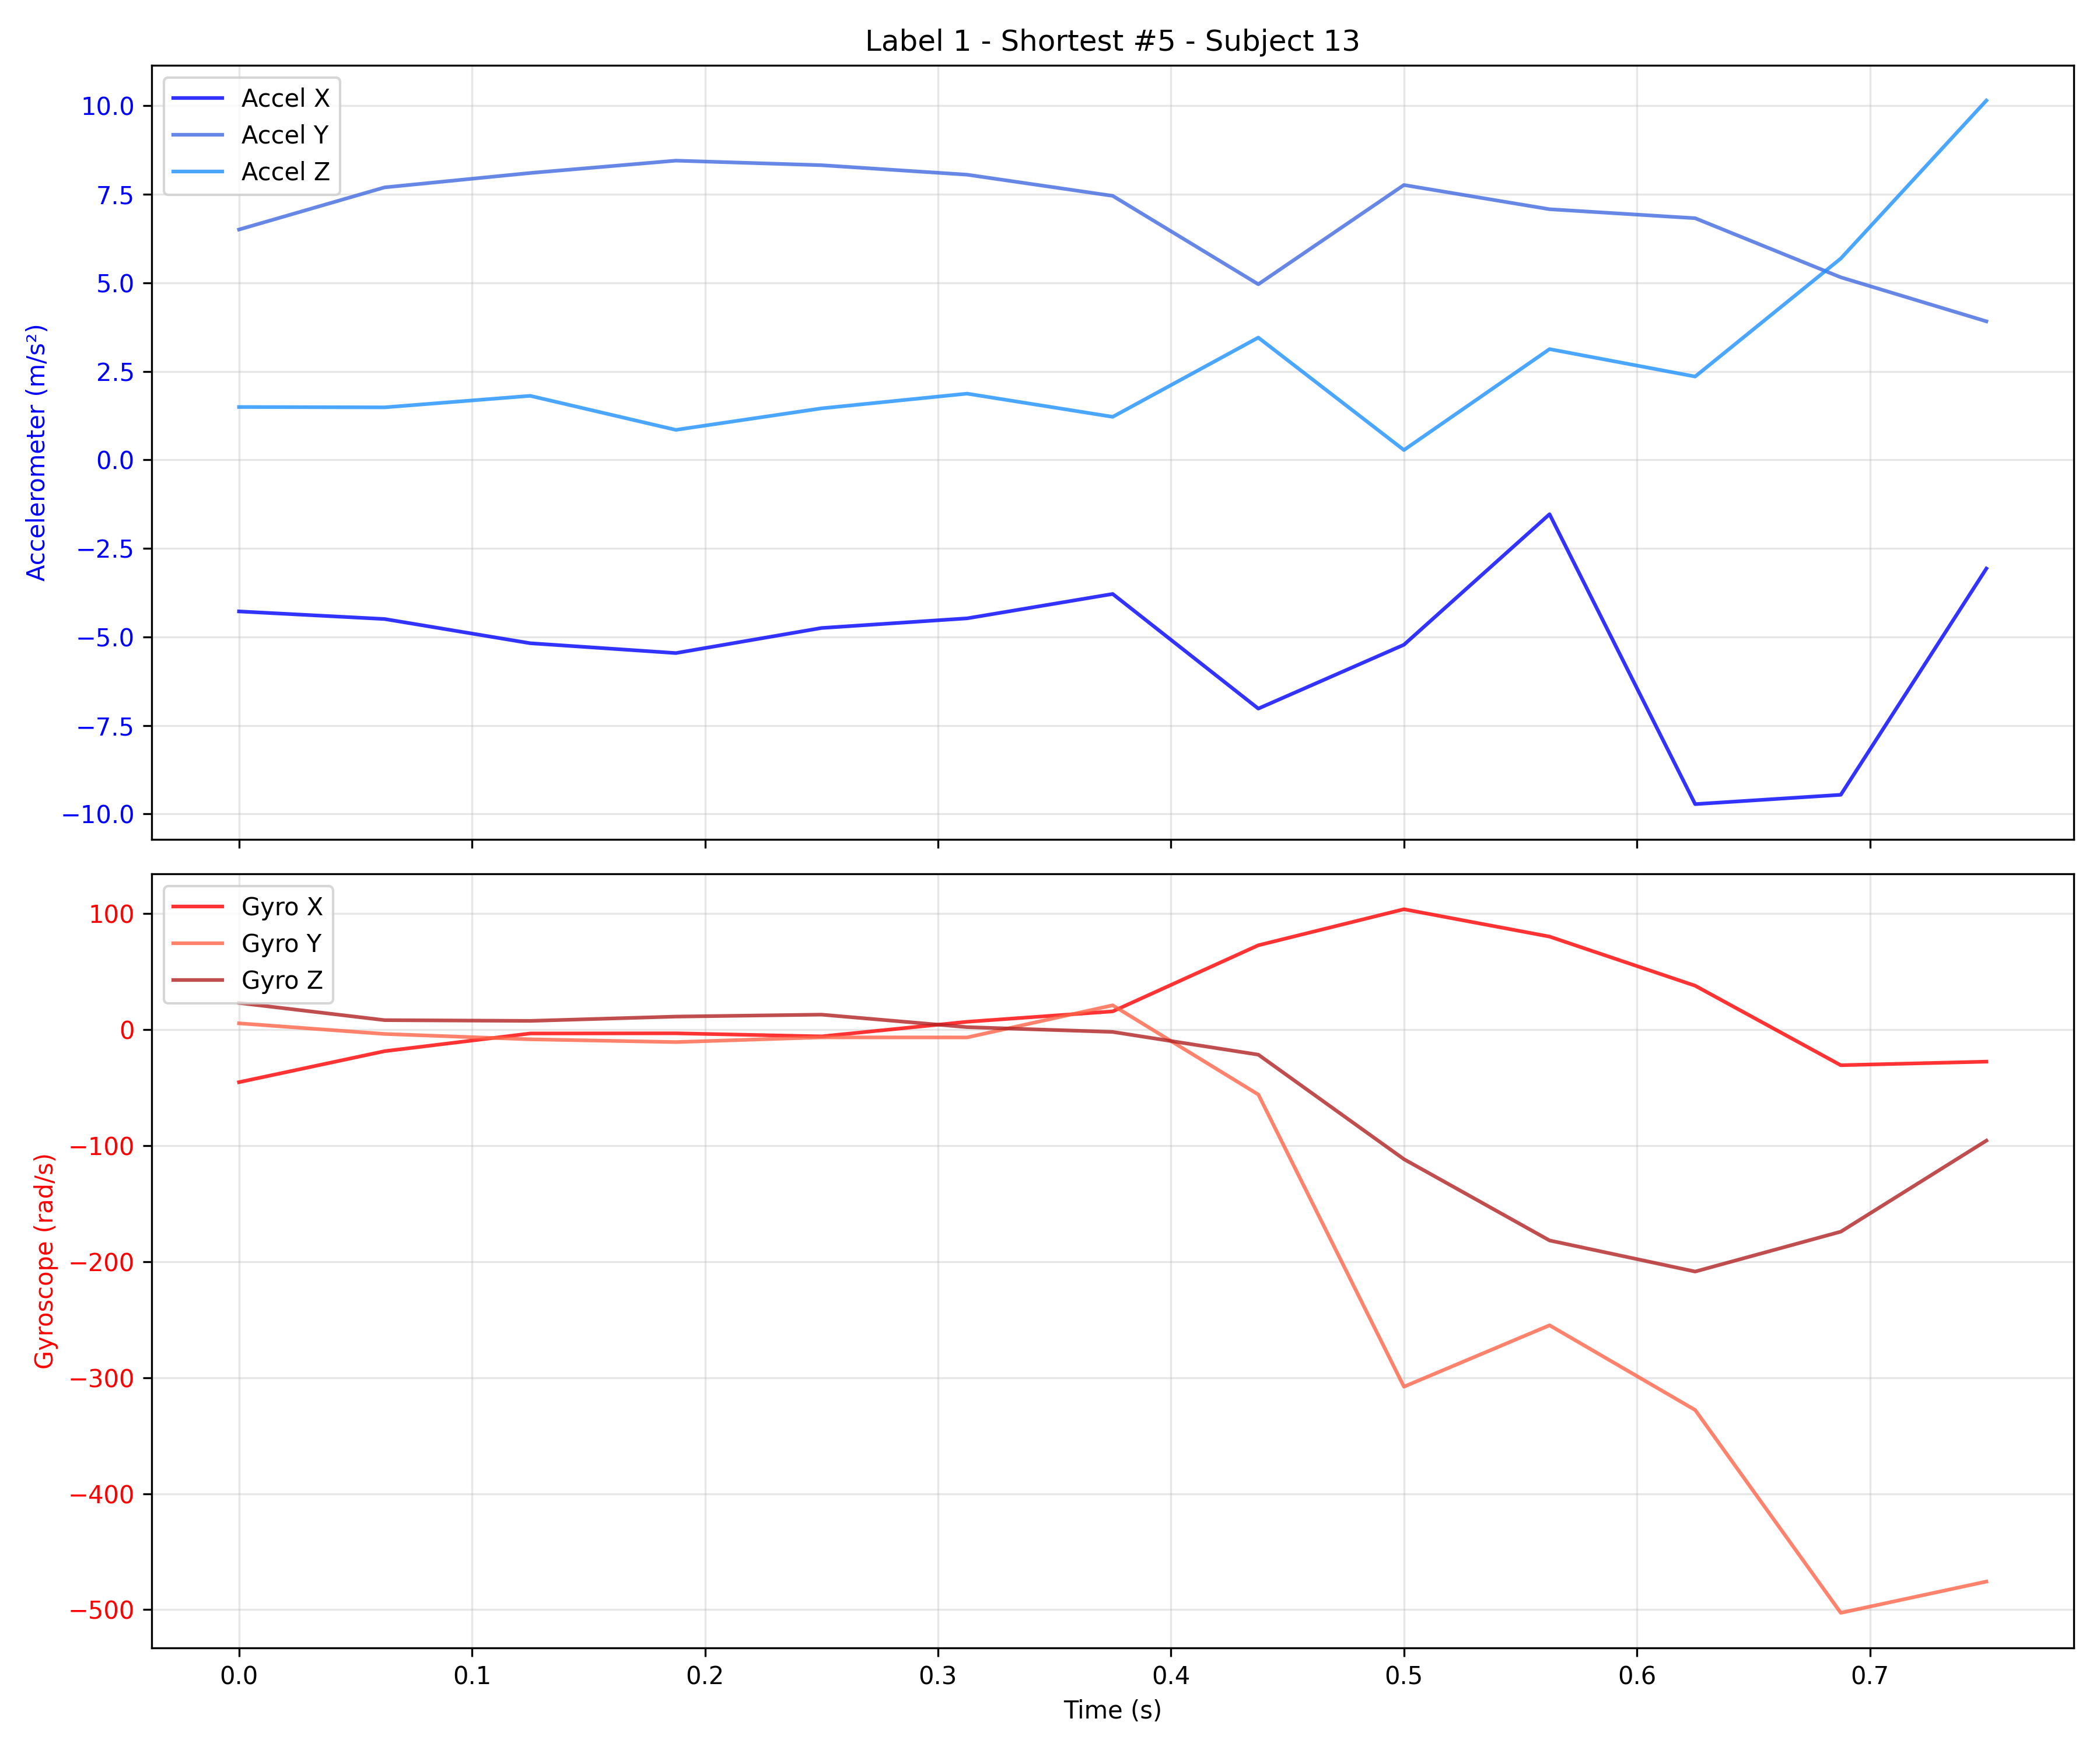 Label 1 - Shortest #5 - Subject 13
Accel X
Accel Y
Accel Z
10.0
7.5
5.0
2.5
0.0
−2.5
−5.0
−7.5
−10.0
Accelerometer (m/s²)
Gyro X
Gyro Y
Gyro Z
100
0
−100
−200
−300
−400
−500
Gyroscope (rad/s)
0.0 0.1 0.2 0.3 0.4 0.5 0.6 0.7
Time (s)